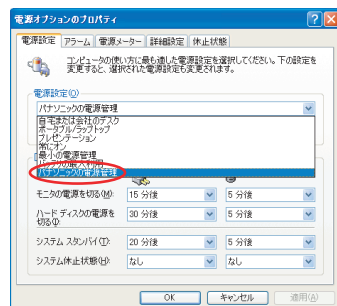 電源オプションのプロパティ
電源設定 アラーム 電源メーター 詳細設定 休止状態
コンピュータの使い方に最も適した電源設定を選択してください。下の設定を
変更すると、選択された電源設定も変更されます。
電源設定(O)
パナソニックの電源管理
自宅または会社のデスク
ポータブル/ラップトップ
プレゼンテーション
常にオン
最小の電源管理
バッテリの最大利用
パナソニックの電源管理
モニタの電源を切る(M): 15 分後 5 分後
ハード ディスクの電源を
切る(I): 30 分後 5 分後
システム スタンバイ(T): 20 分後 5 分後
システム休止状態(H): なし なし
OK キャンセル 適用(A)